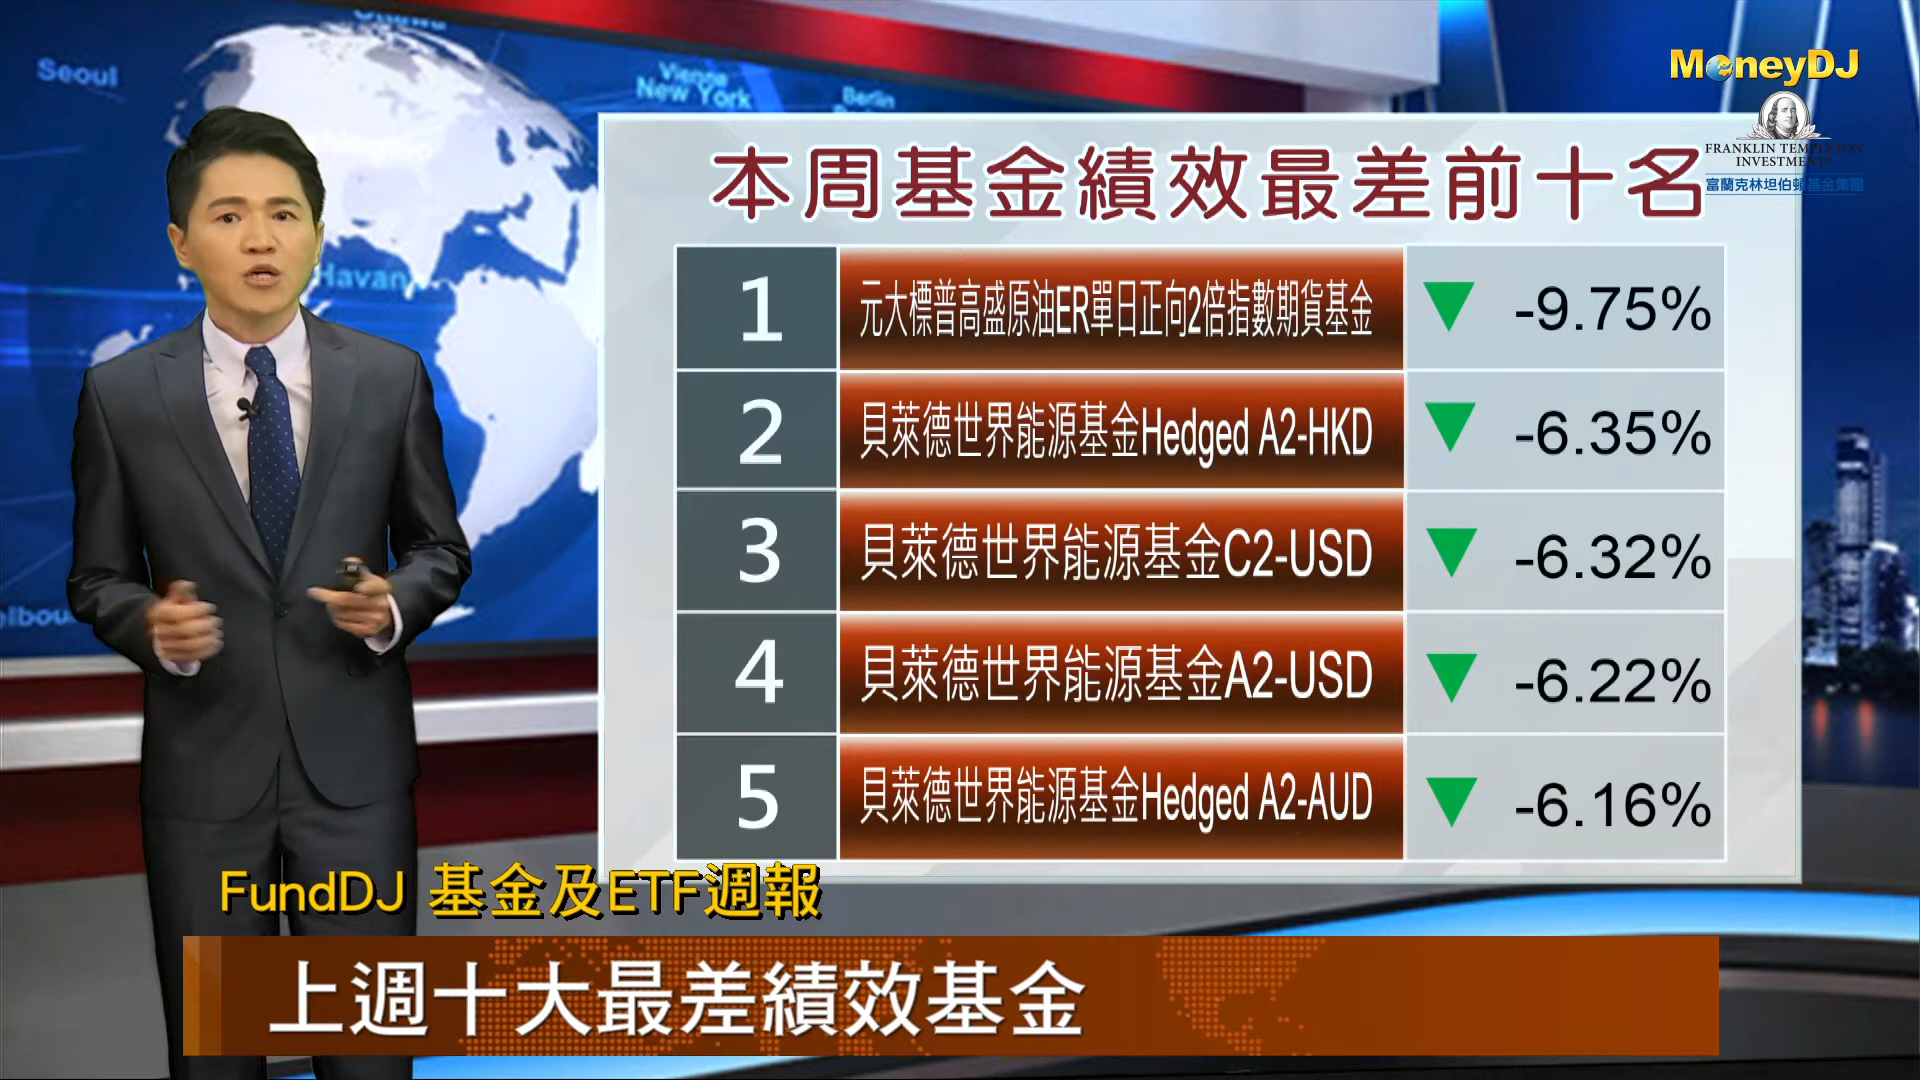 Ottawa
Seoul
Vienne
New York
Berlin
MoneyDJ
FRANKLIN TEMPLETON
INVESTMENTS
富蘭克林坦伯頓基金集團
本周基金績效最差前十名
Havan
1 元大標普高盛原油ER單日正向2倍指數期貨基金 -9.75%
2 貝萊德世界能源基金Hedged A2-HKD -6.35%
3 貝萊德世界能源基金C2-USD -6.32%
4 貝萊德世界能源基金A2-USD -6.22%
elbou
5 貝萊德世界能源基金Hedged A2-AUD -6.16%
FundDJ 基金及ETF週報
上週十大最差績效基金